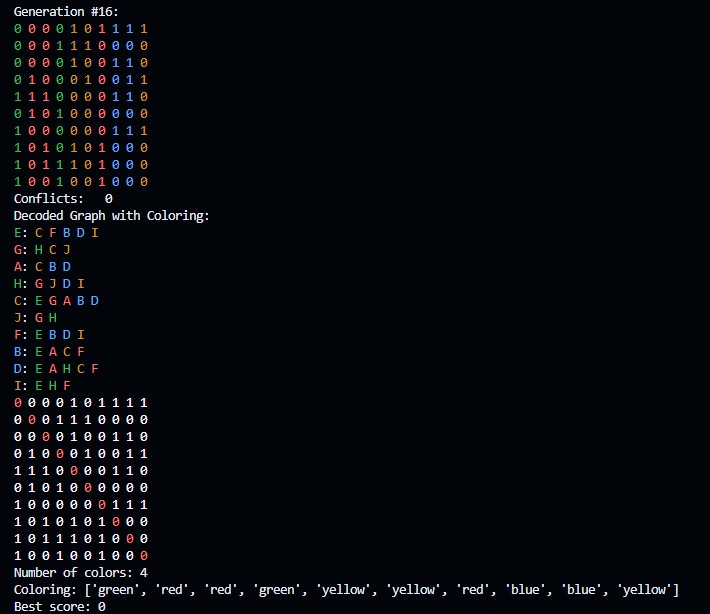 Generation #16:
0 0 0 0 1 0 1 1 1 1
0 0 0 1 1 1 0 0 0 0
0 0 0 0 1 0 0 1 1 0
0 1 0 0 0 1 0 0 1 1
1 1 1 0 0 0 0 1 1 0
0 1 0 1 0 0 0 0 0 0
1 0 0 0 0 0 0 1 1 1
1 0 1 0 1 0 1 0 0 0
1 0 1 1 1 0 1 0 0 0
1 0 0 1 0 0 1 0 0 0
Conflicts: 0
Decoded Graph with Coloring:
E: C F B D I
G: H C J
A: C B D
H: G J D I
C: E G A B D
J: G H
F: E B D I
B: E A C F
D: E A H C F
I: E H F
0 0 0 0 1 0 1 1 1 1
0 0 0 1 1 1 0 0 0 0
0 0 0 0 1 0 0 1 1 0
0 1 0 0 0 1 0 0 1 1
1 1 1 0 0 0 0 1 1 0
0 1 0 1 0 0 0 0 0 0
1 0 0 0 0 0 0 1 1 1
1 0 1 0 1 0 1 0 0 0
1 0 1 1 1 0 1 0 0 0
1 0 0 1 0 0 1 0 0 0
Number of colors: 4
Coloring: ['green', 'red', 'red', 'green', 'yellow', 'yellow', 'red', 'blue', 'blue', 'yellow']
Best score: 0